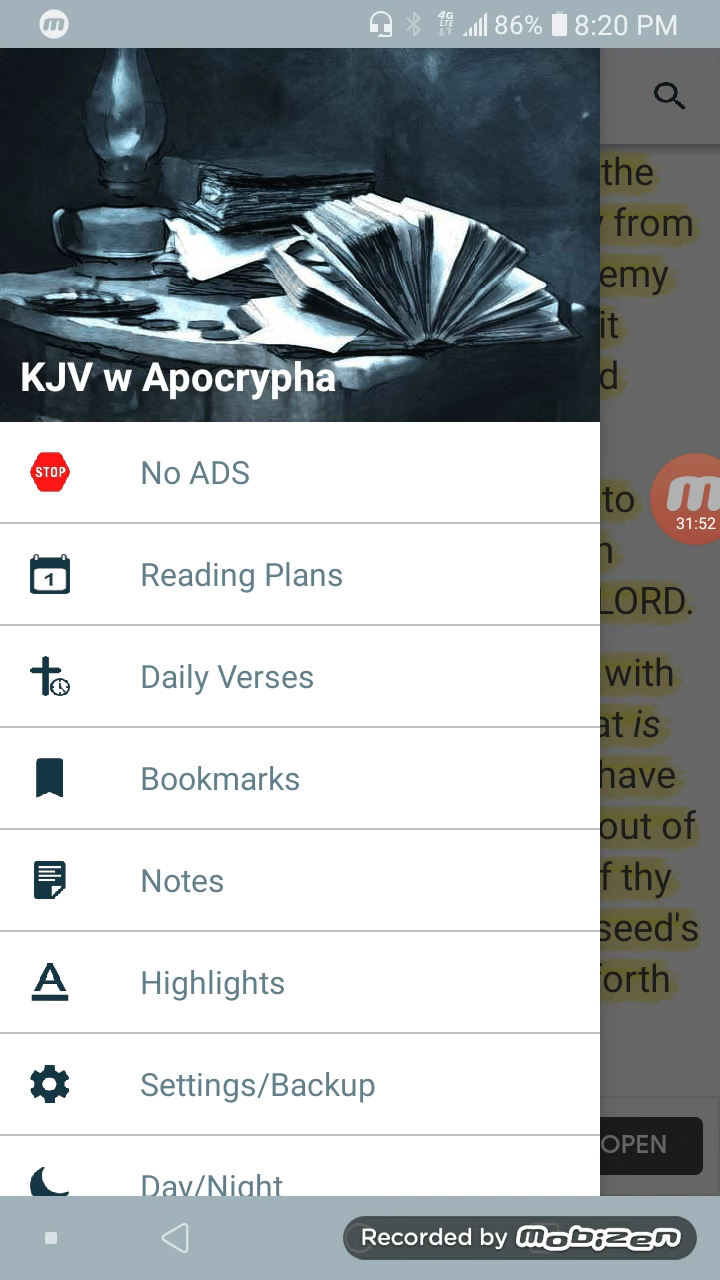 4G
LTE
86%
8:20 PM
the
from
emy
it
d
KJV w Apocrypha
STOP No ADS
to
31:52
1 Reading Plans
LORD.
Daily Verses
with
at is
Bookmarks
have
out of
Notes
f thy
seed's
Highlights
forth
Settings/Backup
OPEN
Day/Night
Recorded by mobizen